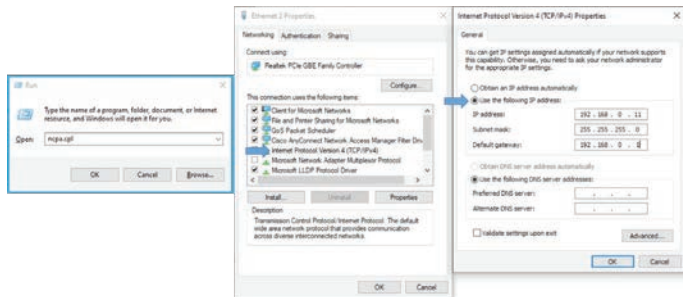 Run
Type the name of a program, folder, document, or Internet
resource, and Windows will open it for you.
Open:
ncpa.cpl
OK
Cancel
Browse...
Ethernet 2 Properties
Networking
Authentication
Sharing
Connect using:
Realtek PCIe GBE Family Controller
Configure...
This connection uses the following items:
Client for Microsoft Networks
File and Printer Sharing for Microsoft Networks
QoS Packet Scheduler
Cisco AnyConnect Network Access Manager Filter Driv
Internet Protocol Version 4 (TCP/IPv4)
Microsoft Network Adapter Multiplexor Protocol
Microsoft LLDP Protocol Driver
Install...
Uninstall
Properties
Description
Transmission Control Protocol/Internet Protocol. The default
wide area network protocol that provides communication
across diverse interconnected networks.
OK
Cancel
Internet Protocol Version 4 (TCP/IPv4) Properties
General
You can get IP settings assigned automatically if your network supports
this capability. Otherwise, you need to ask your network administrator
for the appropriate IP settings.
Obtain an IP address automatically
Use the following IP address:
IP address:
192 . 168 . 0 . 11
Subnet mask:
255 . 255 . 255 . 0
Default gateway:
192 . 168 . 0 .
Obtain DNS server address automatically
Use the following DNS server addresses:
Preferred DNS server:
Alternate DNS server:
Validate settings upon exit
Advanced...
OK
Cancel